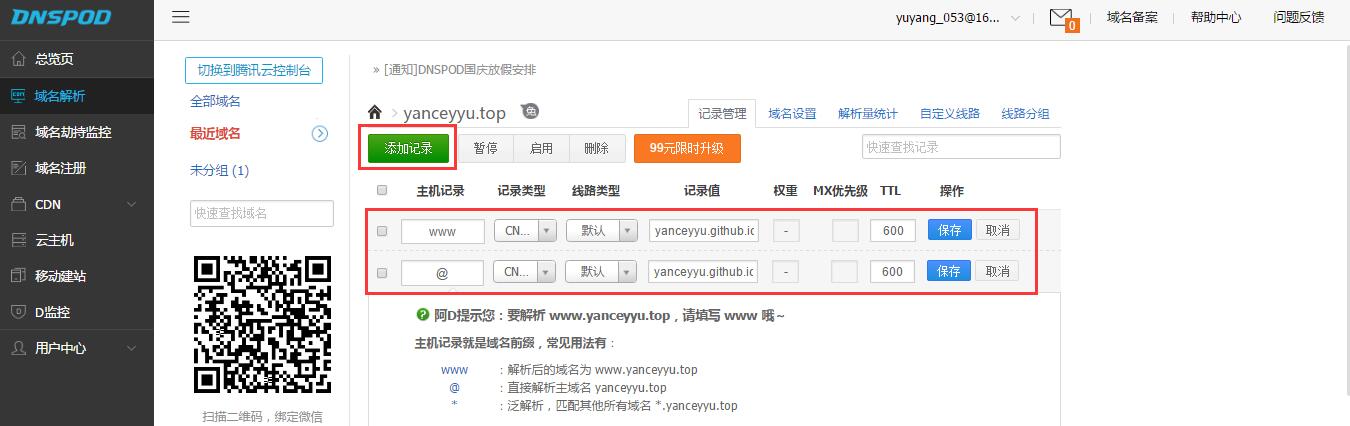 DNSPOD
yuyang_053@16...
0
域名备案
帮助中心
问题反馈
总览页
域名解析
域名劫持监控
域名注册
CDN
云主机
移动建站
D监控
用户中心
切换到腾讯云控制台
全部域名
最近域名
未分组 (1)
快速查找域名
扫描二维码，绑定微信
» [通知]DNSPOD国庆放假安排
yanceyyu.top
免
记录管理 域名设置 解析量统计 自定义线路 线路分组
添加记录 暂停 启用 删除 99元限时升级 快速查找记录
主机记录 记录类型 线路类型 记录值 权重 MX优先级 TTL 操作
www CN... 默认 yanceyyu.github.io - 600 保存 取消
@ CN... 默认 yanceyyu.github.io - 600 保存 取消
阿D提示您：要解析 www.yanceyyu.top，请填写 www 哦~
主机记录就是域名前缀，常见用法有：
www ：解析后的域名为 www.yanceyyu.top
@ ：直接解析主域名 yanceyyu.top
* ：泛解析，匹配其他所有域名 *.yanceyyu.top